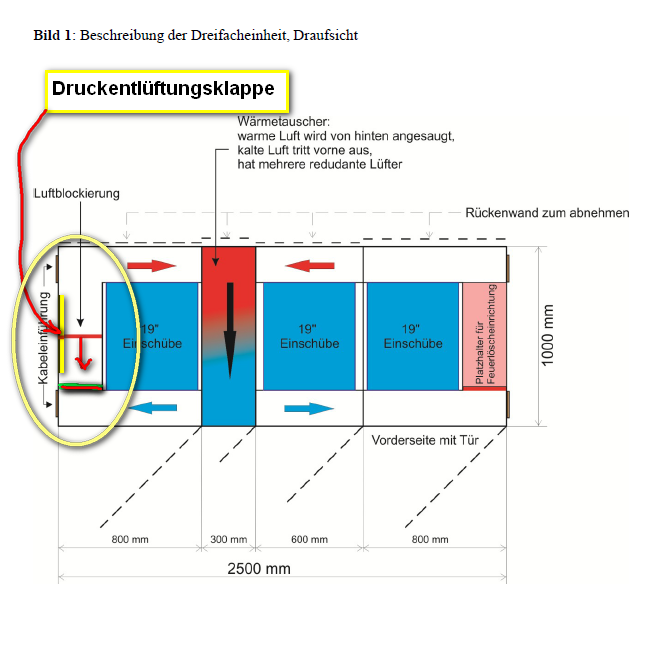 Bild 1: Beschreibung der Dreifacheinheit, Draufsicht
Druckentlüftungsklappe
Wärmetauscher:
warme Luft wird von hinten angesaugt,
kalte Luft tritt vorne aus,
hat mehrere redudante Lüfter
Luftblockierung
Rückenwand zum abnehmen
Kabeleinführung
19"
Einschübe
19"
Einschübe
19"
Einschübe
Platzhalter für
Feuerlöscheinrichtung
1000 mm
Vorderseite mit Tür
800 mm
300 mm
600 mm
800 mm
2500 mm